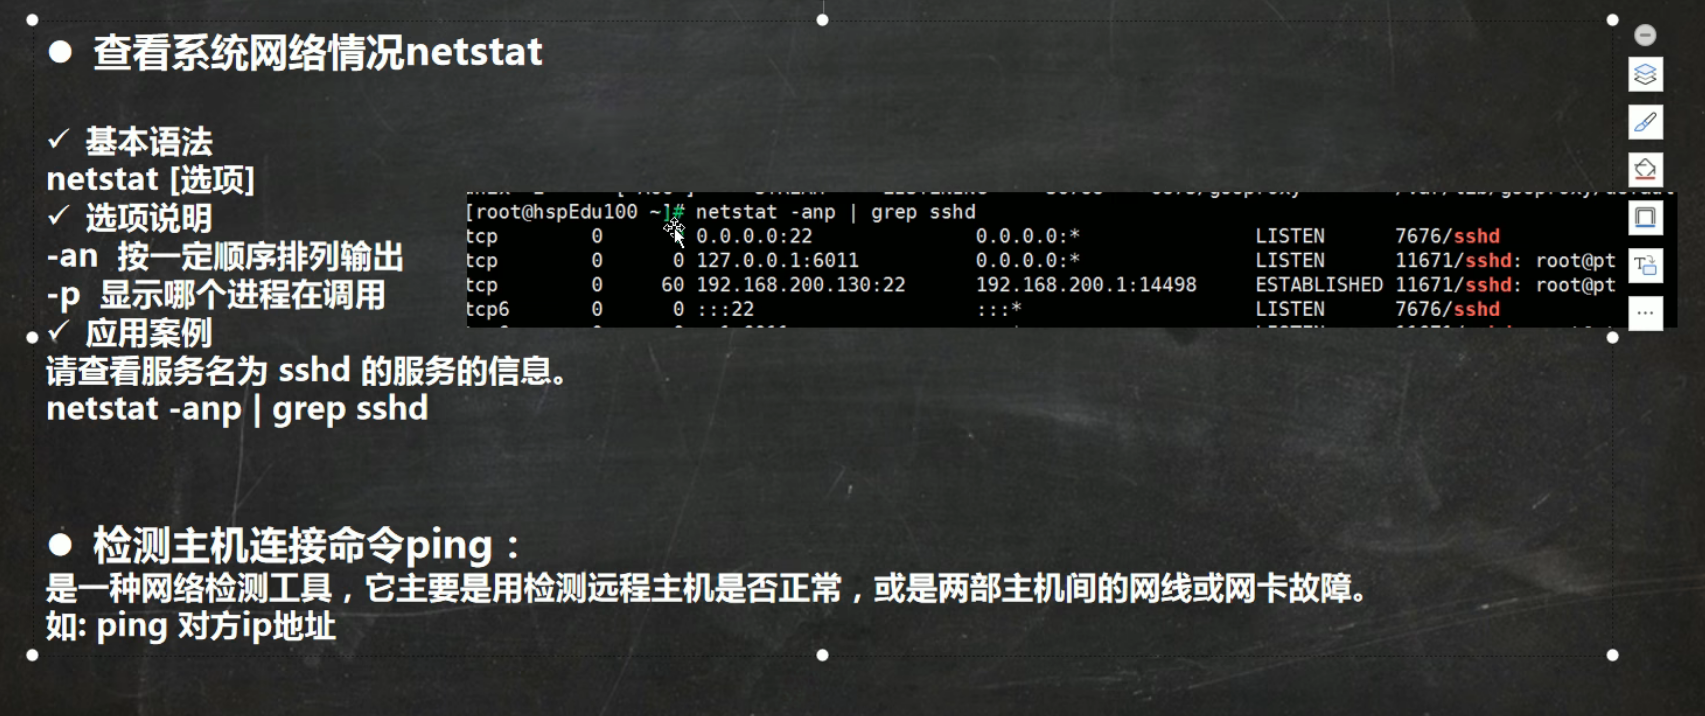 ● 查看系统网络情况netstat
✓ 基本语法
netstat [选项]
✓ 选项说明
-an 按一定顺序排列输出
-p 显示哪个进程在调用
✓ 应用案例
请查看服务名为 sshd 的服务的信息。
netstat -anp | grep sshd
[root@hspEdu100 ~]# netstat -anp | grep sshd
tcp 0 0.0.0.0:22 0.0.0.0:* LISTEN 7676/sshd
tcp 0 0 127.0.0.1:6011 0.0.0.0:* LISTEN 11671/sshd: root@pt
tcp 0 60 192.168.200.130:22 192.168.200.1:14498 ESTABLISHED 11671/sshd: root@pt
tcp6 0 0 :::22 :::* LISTEN 7676/sshd
● 检测主机连接命令ping：
是一种网络检测工具，它主要是用检测远程主机是否正常，或是两部主机间的网线或网卡故障。
如: ping 对方ip地址